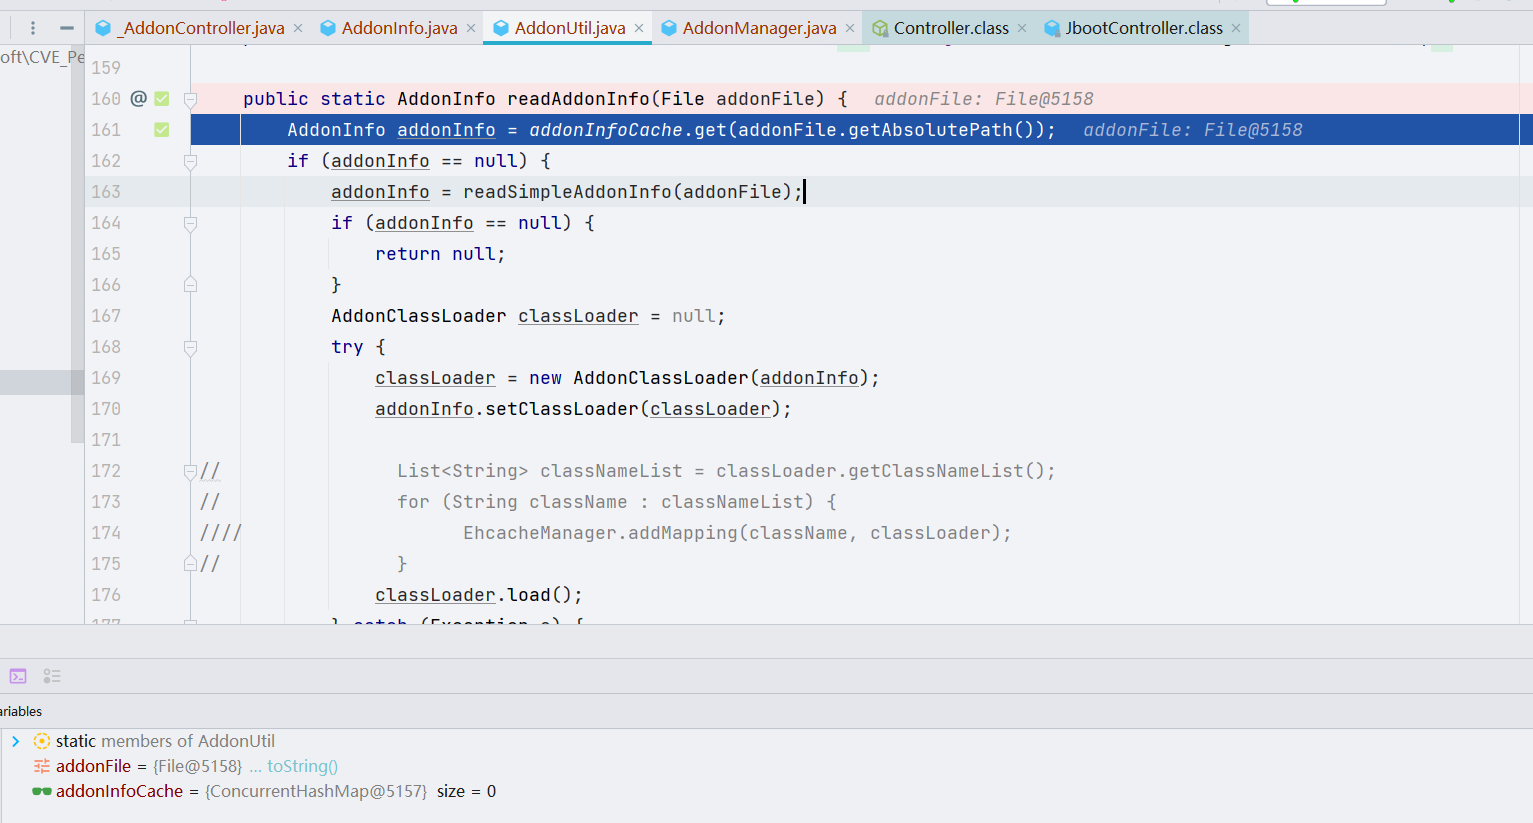 _AddonController.java AddonInfo.java AddonUtil.java AddonManager.java Controller.class JbootController.class
oft\CVE_Pe
159
160 @ public static AddonInfo readAddonInfo(File addonFile) { addonFile: File@5158
161 AddonInfo addonInfo = addonInfoCache.get(addonFile.getAbsolutePath()); addonFile: File@5158
162 if (addonInfo == null) {
163 addonInfo = readSimpleAddonInfo(addonFile);
164 if (addonInfo == null) {
165 return null;
166 }
167 AddonClassLoader classLoader = null;
168 try {
169 classLoader = new AddonClassLoader(addonInfo);
170 addonInfo.setClassLoader(classLoader);
171
172 // List<String> classNameList = classLoader.getClassNameList();
173 // for (String className : classNameList) {
174 //// EhcacheManager.addMapping(className, classLoader);
175 // }
176 classLoader.load();
177 } catch (Exception e) {
ariables
static members of AddonUtil
addonFile = {File@5158} ... toString()
addonInfoCache = {ConcurrentHashMap@5157} size = 0